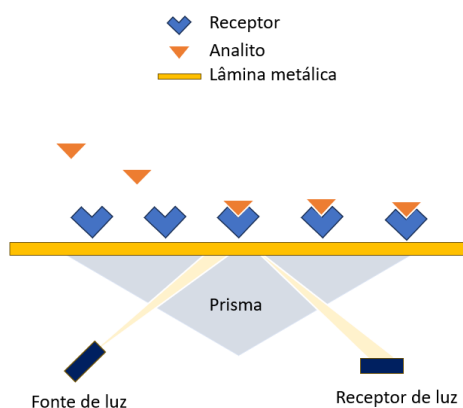 Receptor
Analito
Lâmina metálica
Prisma
Fonte de luz
Receptor de luz